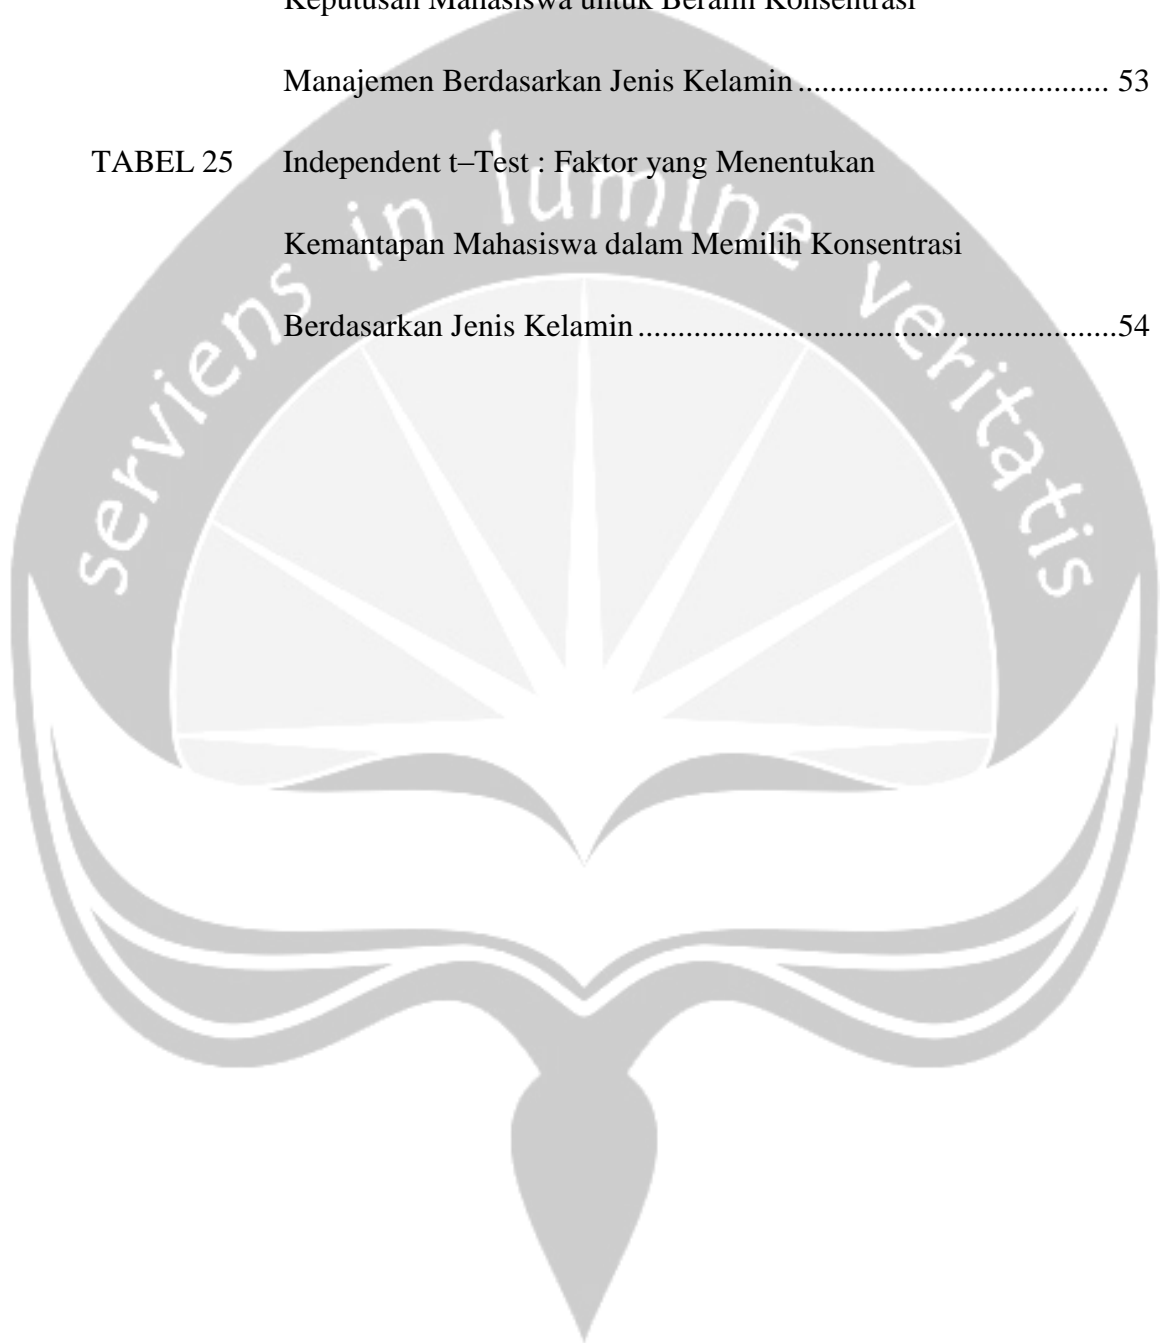 Keputusan Mahasiswa untuk Beralih Konsentrasi
Manajemen Berdasarkan Jenis Kelamin ....................................... 53
TABEL 25 Independent t–Test : Faktor yang Menentukan
Kemantapan Mahasiswa dalam Memilih Konsentrasi
Berdasarkan Jenis Kelamin ............................................................54
serviens in lumine veritatis